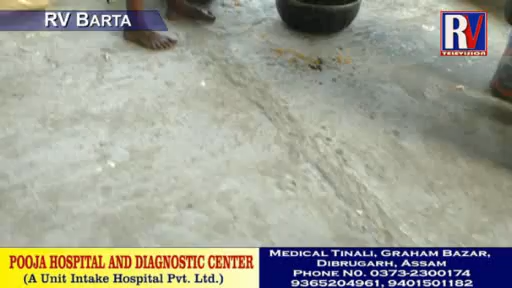 RV BARTA
RV
TELEVISION
POOJA HOSPITAL AND DIAGNOSTIC CENTER
(A Unit Intake Hospital Pvt. Ltd.)
MEDICAL TINALI, GRAHAM BAZAR,
DIBRUGARH, ASSAM
PHONE NO. 0373-2300174
9365204961, 9401501182